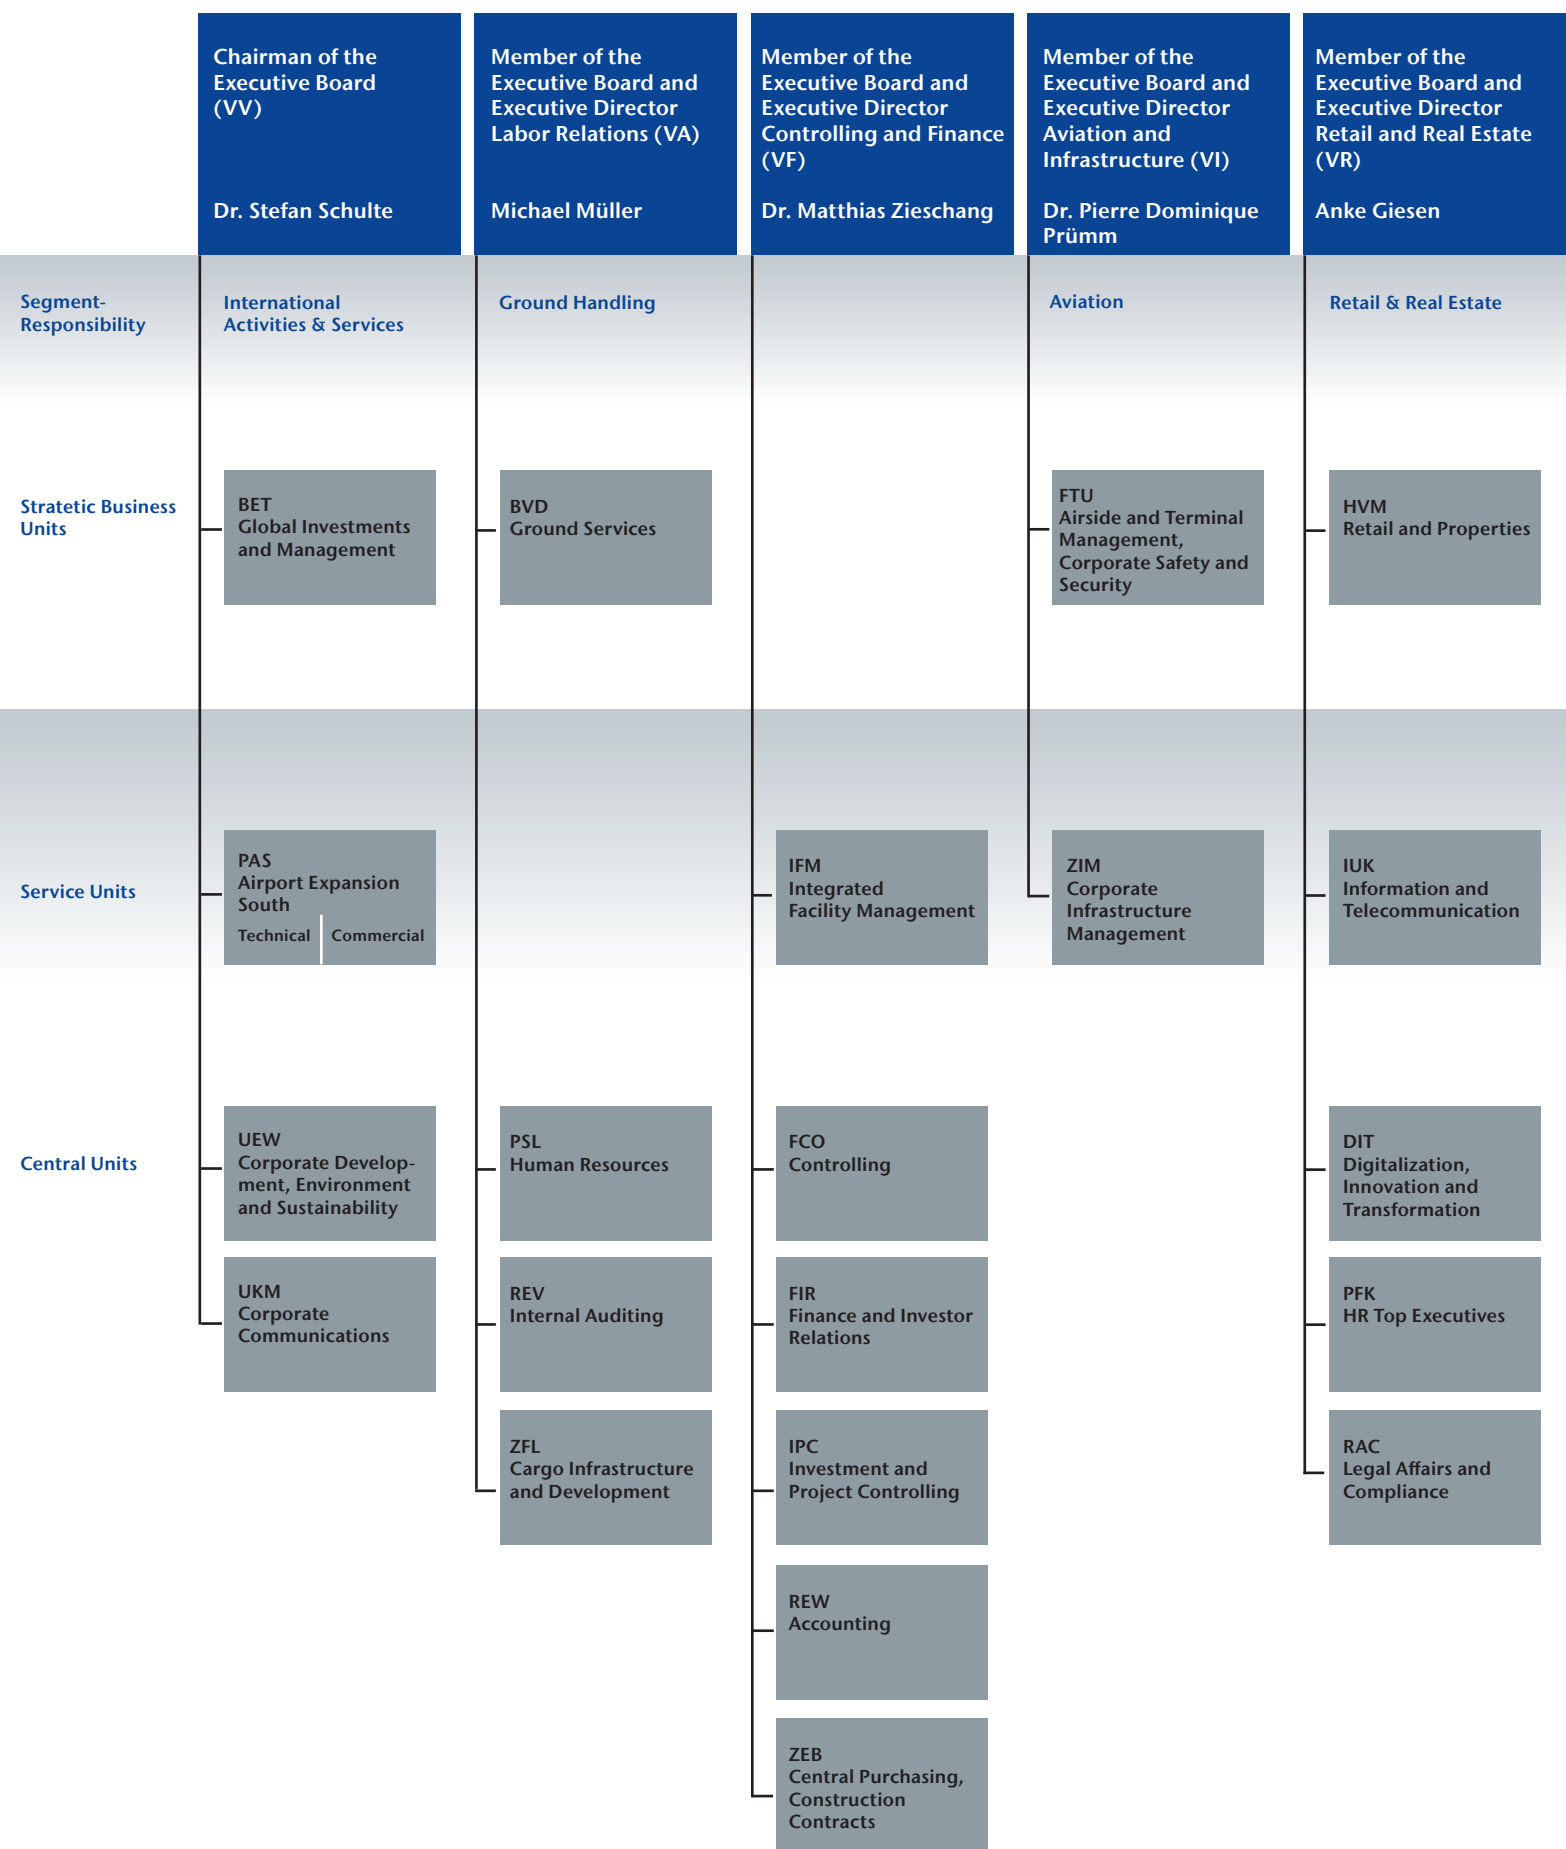 Chairman of the
Executive Board
(VV)
Dr. Stefan Schulte
Member of the
Executive Board and
Executive Director
Labor Relations (VA)
Michael Müller
Member of the
Executive Board and
Executive Director
Controlling and Finance
(VF)
Dr. Matthias Zieschang
Member of the
Executive Board and
Executive Director
Aviation and
Infrastructure (VI)
Dr. Pierre Dominique
Prümm
Member of the
Executive Board and
Executive Director
Retail and Real Estate
(VR)
Anke Giesen
Segment-
Responsibility
International
Activities & Services
Ground Handling
Aviation
Retail & Real Estate
Stratetic Business
Units
BET
Global Investments
and Management
BVD
Ground Services
FTU
Airside and Terminal
Management,
Corporate Safety and
Security
HVM
Retail and Properties
Service Units
PAS
Airport Expansion
South
Technical
Commercial
IFM
Integrated
Facility Management
ZIM
Corporate
Infrastructure
Management
IUK
Information and
Telecommunication
Central Units
UEW
Corporate Develop-
ment, Environment
and Sustainability
PSL
Human Resources
FCO
Controlling
DIT
Digitalization,
Innovation and
Transformation
UKM
Corporate
Communications
REV
Internal Auditing
FIR
Finance and Investor
Relations
PFK
HR Top Executives
ZFL
Cargo Infrastructure
and Development
IPC
Investment and
Project Controlling
RAC
Legal Affairs and
Compliance
REW
Accounting
ZEB
Central Purchasing,
Construction
Contracts